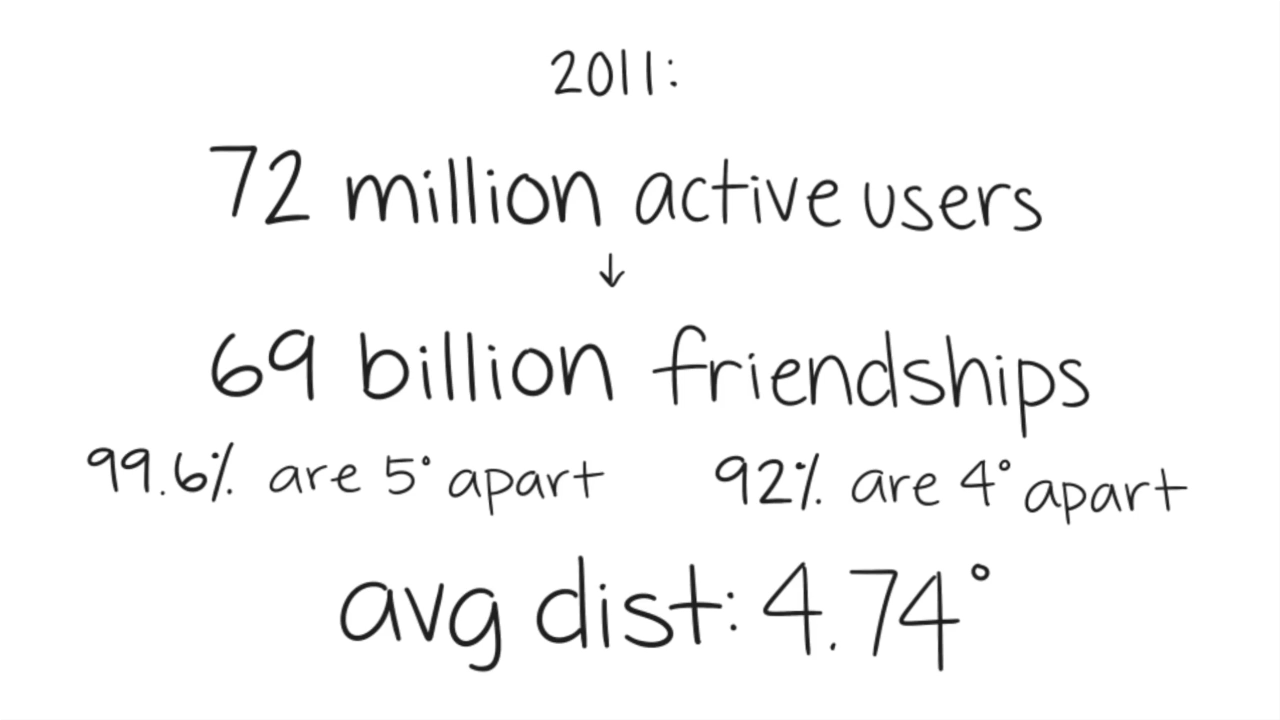 2011:
72 million active users
↓
69 billion friendships
99.6% are 5° apart 92% are 4° apart
avg dist: 4.74°